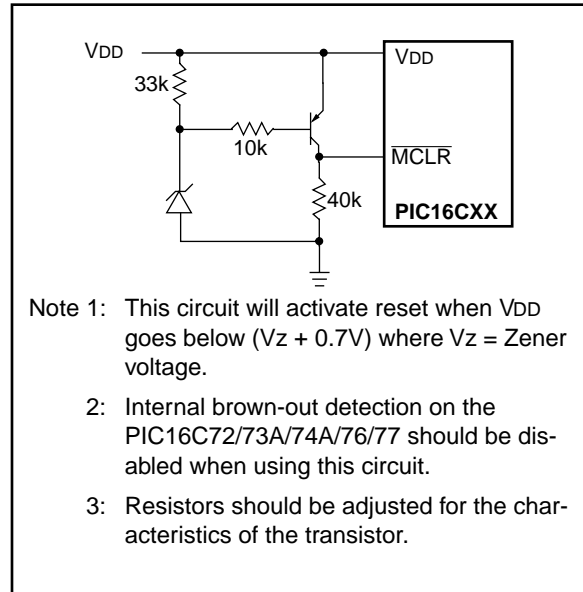 VDD
VDD
33k
10k
MCLR
40k
PIC16CXX
Note 1: This circuit will activate reset when VDD
goes below (Vz + 0.7V) where Vz = Zener
voltage.
2: Internal brown-out detection on the
PIC16C72/73A/74A/76/77 should be dis-
abled when using this circuit.
3: Resistors should be adjusted for the char-
acteristics of the transistor.